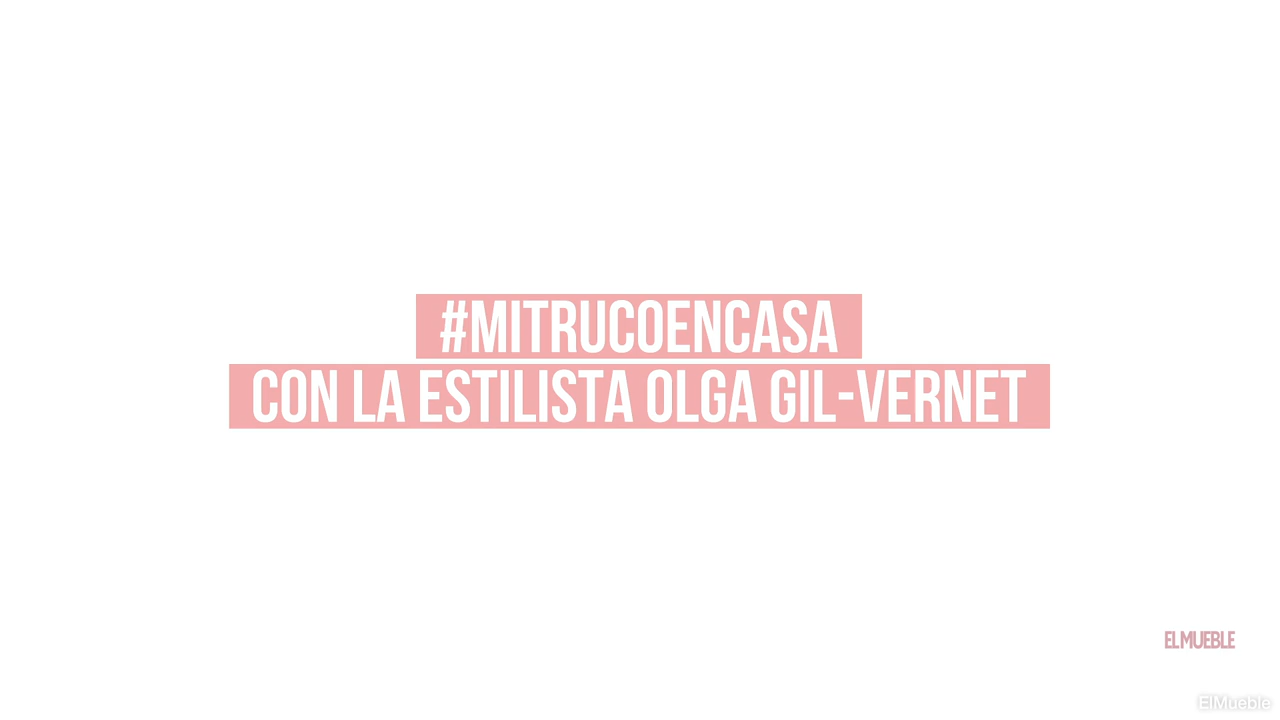 #MITRUCOENCASA
CON LA ESTILISTA OLGA GIL-VERNET
ELMUEBLE
ElMueble